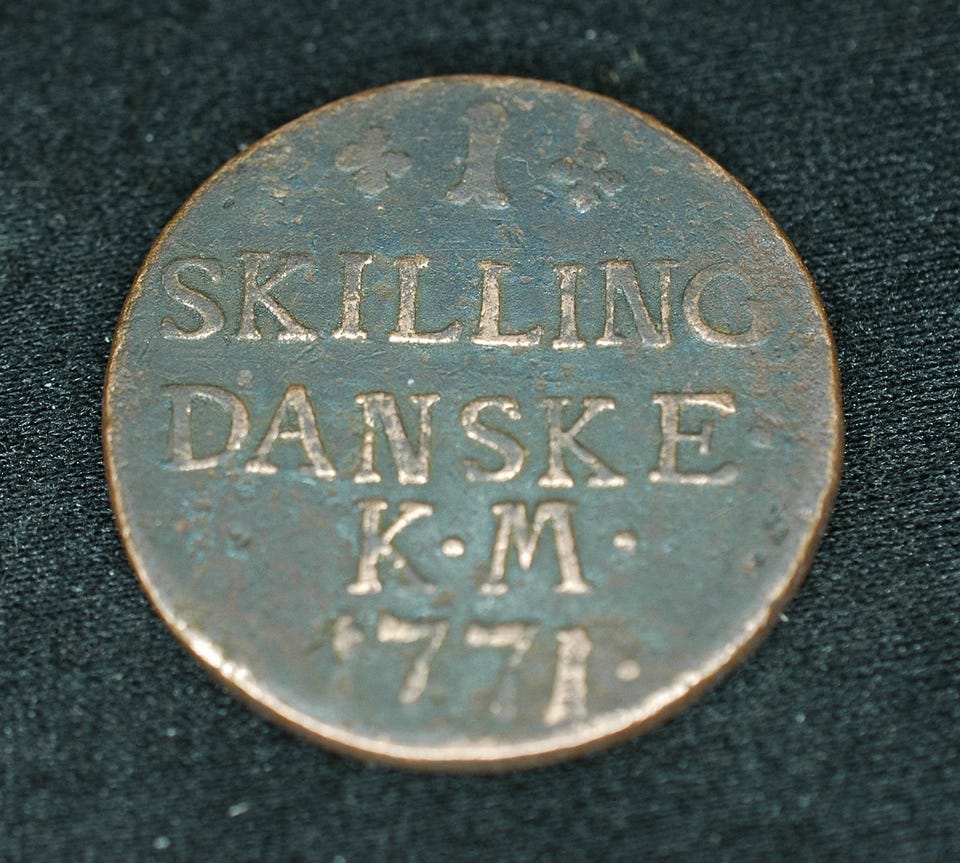 1
SKILLING
DANSKE
K·M·
1771·